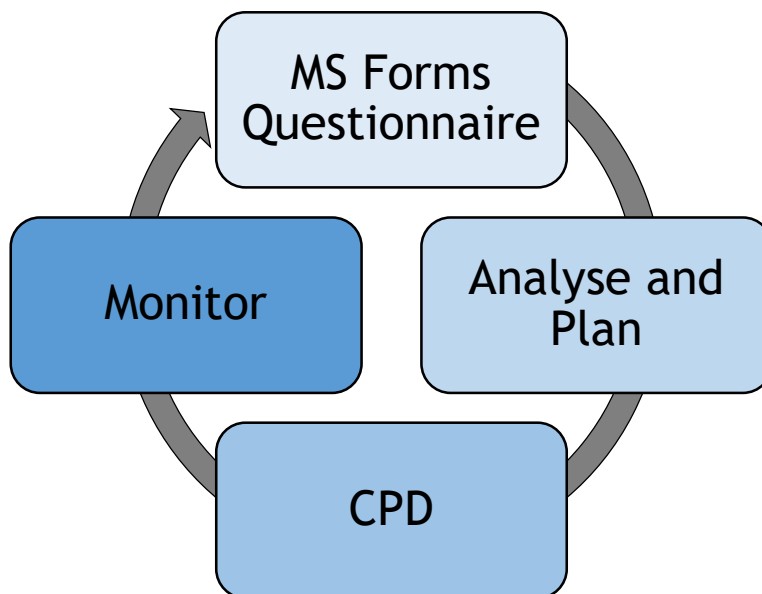 MS Forms
Questionnaire
Analyse and
Plan
CPD
Monitor